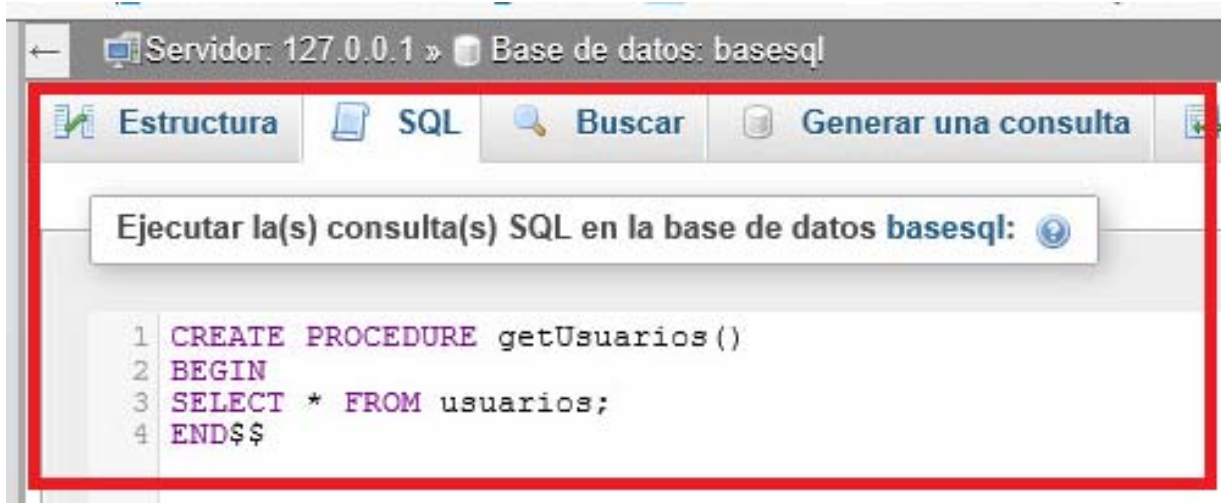 Servidor: 127.0.0.1 » Base de datos: basesql
Estructura SQL Buscar Generar una consulta
Ejecutar la(s) consulta(s) SQL en la base de datos basesql:
1 CREATE PROCEDURE getUsuarios()
2 BEGIN
3 SELECT * FROM usuarios;
4 END$$